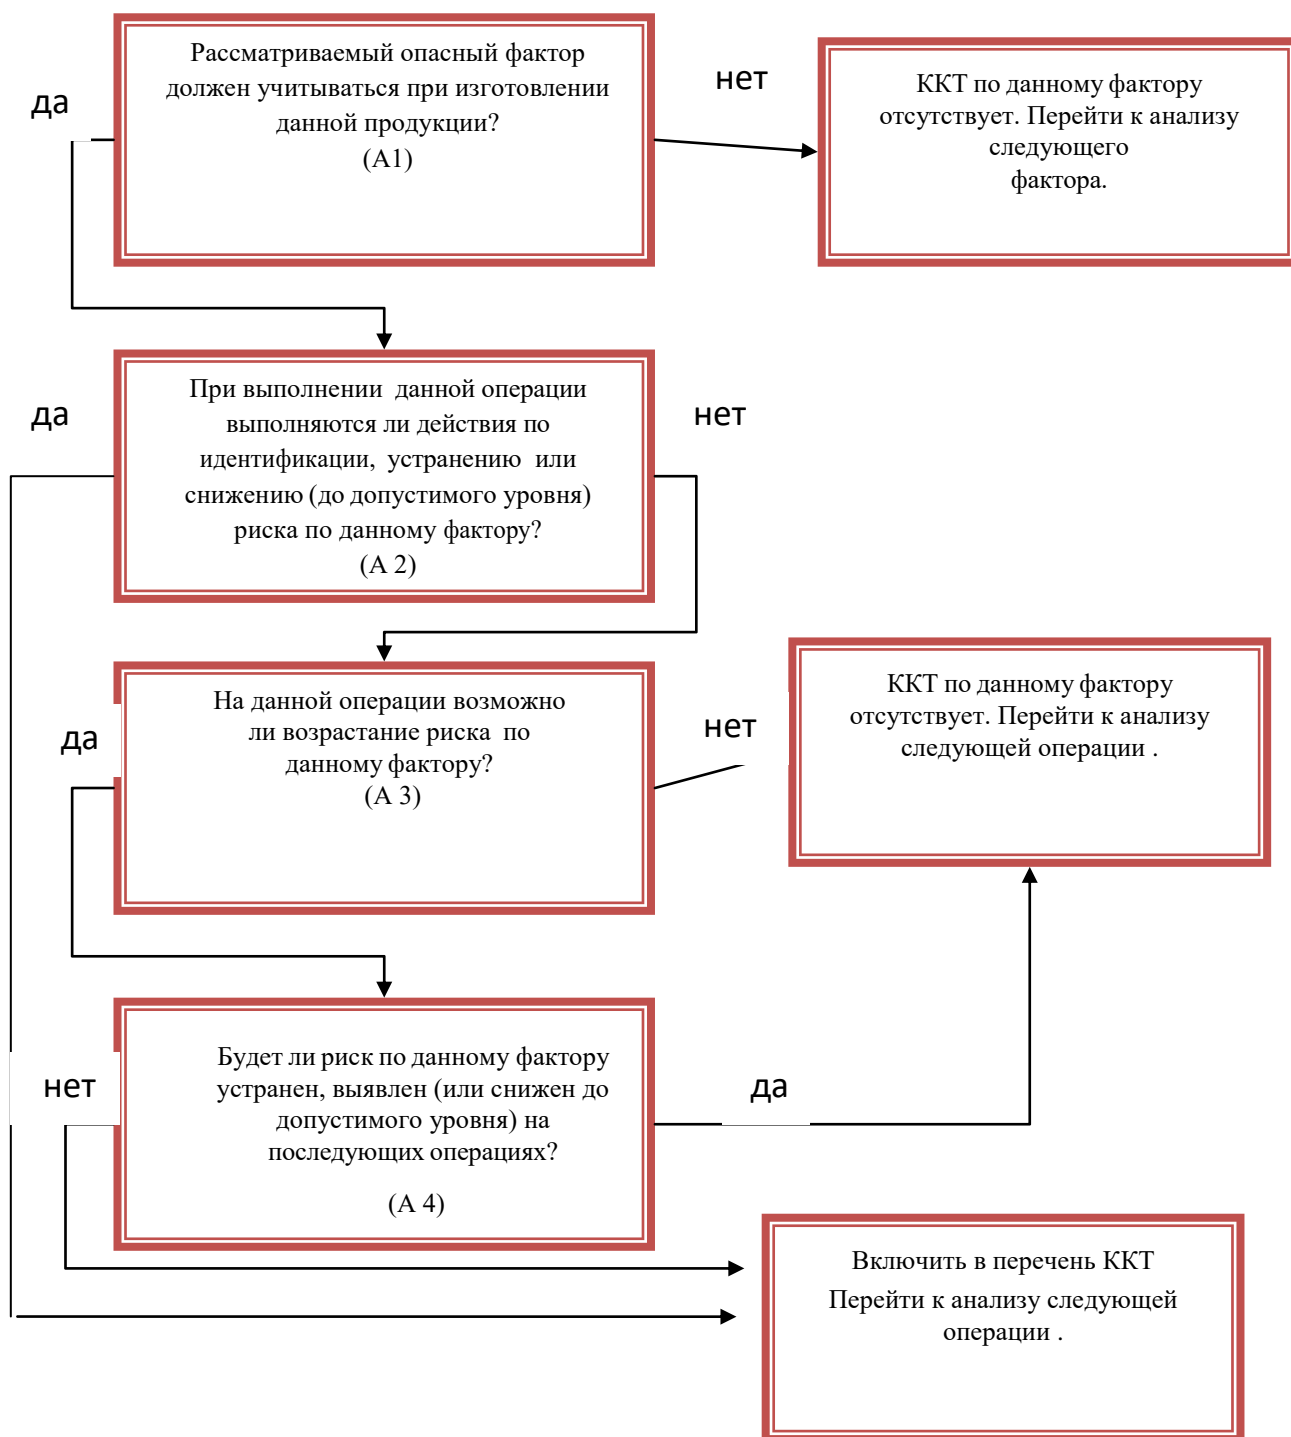 Рассматриваемый опасный фактор
должен учитываться при изготовлении
данной продукции?
(А1)
да
нет
ККТ по данному фактору
отсутствует. Перейти к анализу
следующего
фактора.
При выполнении данной операции
выполняются ли действия по
идентификации, устранению или
снижению (до допустимого уровня)
риска по данному фактору?
(А 2)
да
нет
На данной операции возможно
ли возрастание риска по
данному фактору?
(А 3)
да
нет
ККТ по данному фактору
отсутствует. Перейти к анализу
следующей операции .
Будет ли риск по данному фактору
устранен, выявлен (или снижен до
допустимого уровня) на
последующих операциях?
(А 4)
нет
да
Включить в перечень ККТ
Перейти к анализу следующей
операции .